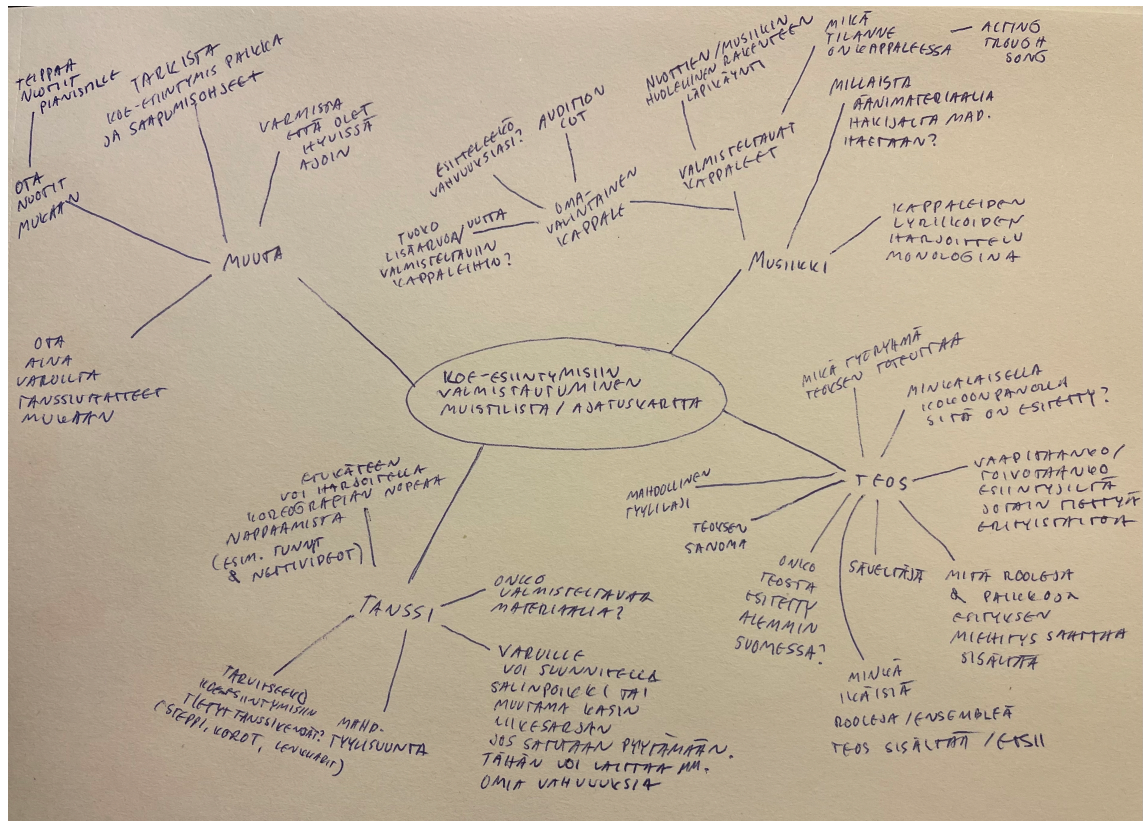 TEIPPAA
NUOTIT
PIANISTILLE
OTA
NUOTIT
MUKAAN
TARKISTA
KOE-ESIINTYMIS PAIKKA
JA SAAPUMISOHJEET
VARMISTA
ETTÄ OLET
HYVISSÄ
AJOIN
MUUTA
OTA
AINA
VARUILTA
TANSSIVAATTEET
MUKAAN
ESITTELEEKÖ
VAHVUUKSIASI?
AUDITION
CUT
TUOKO
LISÄARVOA/UUTTA
VALMISTELTAVIIN
KAPPALEIHIN?
OMA-
VALINTAINEN
KAPPALE
NUOTTIEN/MUSIIKIN
HUOLELLINEN RAKENTEEN
LÄPIKÄYNTI
VALMISTELTAVAT
KAPPALEET
MIKÄ
TILANNE
ON KAPPALEESSA
ACTING
TROUGH
SONG
MILLAISTA
ÄÄNIMATERIAALIA
HAKIJALTA MAD.
HAETAAN?
KAPPALEIDEN
LYRIIKOIDEN
HARJOITTELU
MONOLOGINA
MUSIIKKI
KOE-ESIINTYMISIIN
VALMISTAUTUMINEN
MUISTILISTA/AJATUSKARTTA
MIKÄ TYÖRYHMÄ
TEOKSEN TOTEUTTAA
MINKALAISELLA
KOKOONPANOLLA
SITÄ ON ESITETTY?
VAADITAANKO/
TOIVOTAANKO
ESIINTYJILTÄ
JOTAIN TIETTYÄ
ERITYISTAITOA
TEOS
MAHDOLLINEN
TYYLILAJI
TEOKSEN
SANOMA
ONKO
TEOSTA
ESITETTY
AIEMMIN
SUOMESSA?
SÄVELTÄJÄ
MITÄ ROOLEJA
& PAIKKOJA
ESITYKSEN
MIEHITYS SAATTAA
SISÄLTÄÄ
MINKÄ
IKÄISIÄ
ROOLEJA/ENSEMBLEÄ
TEOS SISÄLTÄÄ/ETSII
ETUKÄTEEN
VOI HARJOITELLA
KOREOGRAFIAN NOPEAA
NAPPAAMISTA
(ESIM. TUNNIT
& NETTIVIDEOT)
TANSSI
ONKO
VALMISTELTAVAA
MATERIAALIA?
VARUILLE
VOI SUUNNITELLA
SALINPOIKKI TAI
MUUTAMA KASIN
LIIKESARJAN
JOS SATUTAAN PYYTÄMÄÄN.
TÄHÄN VOI LAITTAA MM.
OMIA VAHVUUKSIA
TARVITSEEKO
KOE-ESIINTYMISIIN
TIETYT TANSSIKENGÄT?
(STEPPI, KOROT, LENKKARIT)
MAHD-
TYYLISUUNTA